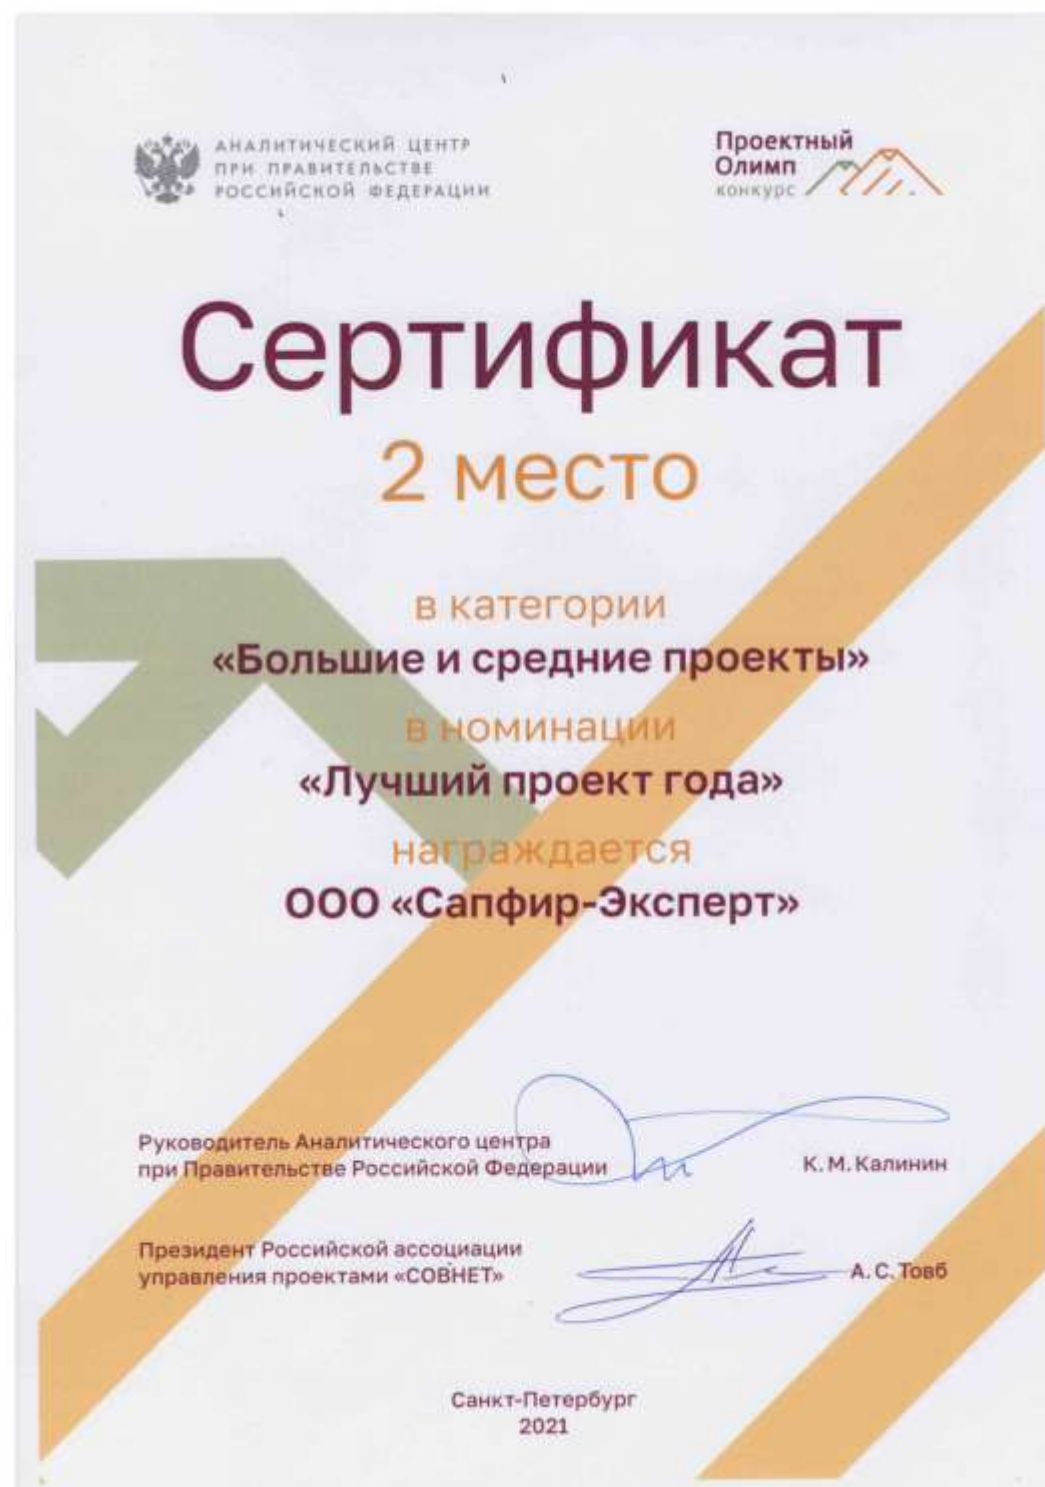 АНАЛИТИЧЕСКИЙ ЦЕНТР
ПРИ ПРАВИТЕЛЬСТВЕ
РОССИЙСКОЙ ФЕДЕРАЦИИ
Проектный
Олимп
конкурс
Сертификат
2 место
в категории
«Большие и средние проекты»
в номинации
«Лучший проект года»
награждается
ООО «Сапфир-Эксперт»
Руководитель Аналитического центра
при Правительстве Российской Федерации
К. М. Калинин
Президент Российской ассоциации
управления проектами «СОВНЕТ»
А. С. Товб
Санкт-Петербург
2021